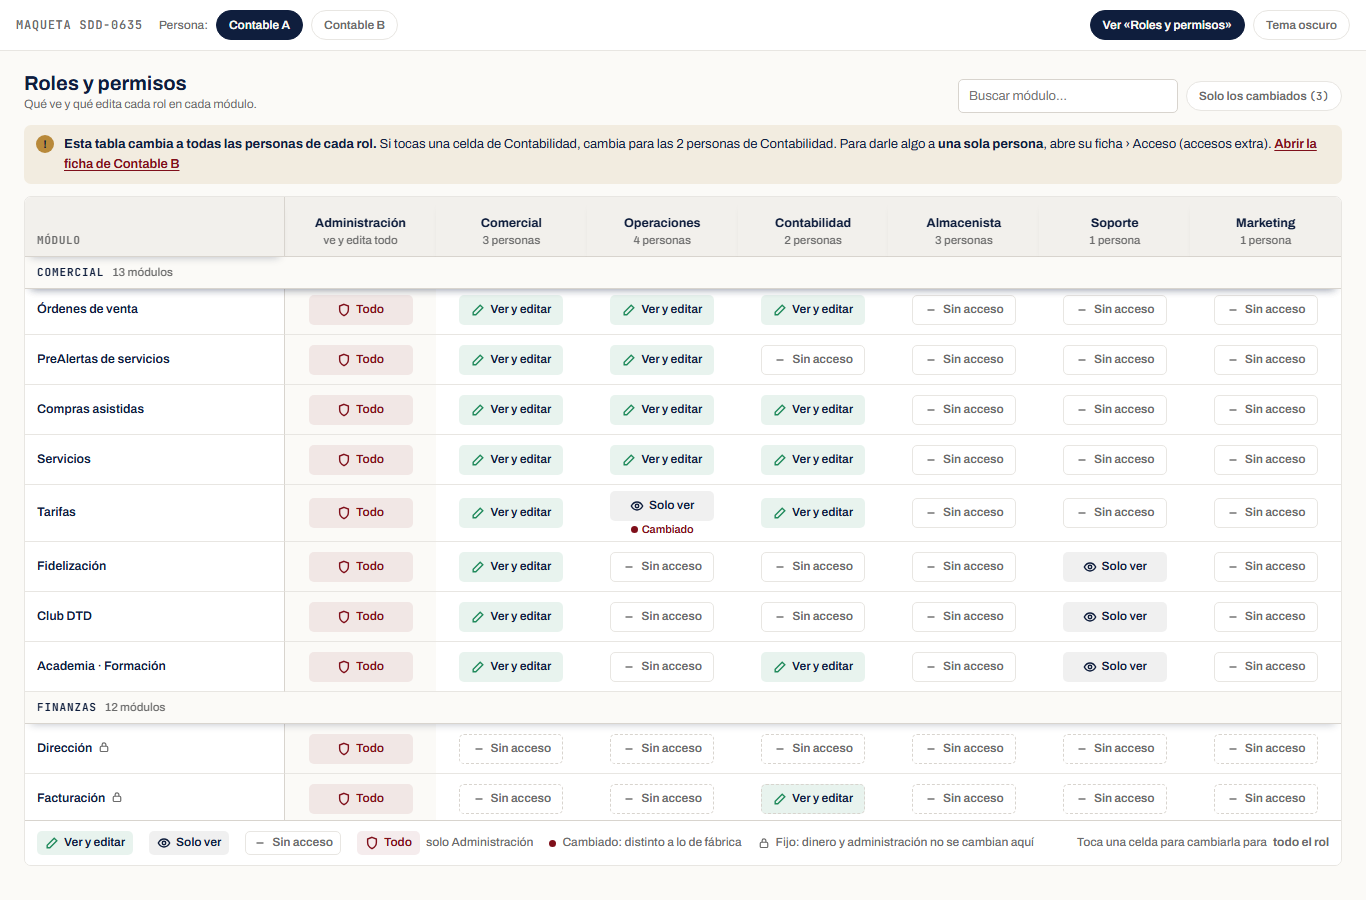 MAQUETA SDD-0635 Persona: Contable A Contable B Ver «Roles y permisos» Tema oscuro
Roles y permisos
Qué ve y qué edita cada rol en cada módulo.
Buscar módulo... Solo los cambiados (3)
! Esta tabla cambia a todas las personas de cada rol. Si tocas una celda de Contabilidad, cambia para las 2 personas de Contabilidad. Para darle algo a una sola persona, abre su ficha › Acceso (accesos extra). Abrir la
ficha de Contable B
Administración Comercial Operaciones Contabilidad Almacenista Soporte Marketing
MÓDULO ve y edita todo 3 personas 4 personas 2 personas 3 personas 1 persona 1 persona
COMERCIAL 13 módulos
Órdenes de venta Todo Ver y editar Ver y editar Ver y editar – Sin acceso – Sin acceso – Sin acceso
PreAlertas de servicios Todo Ver y editar Ver y editar – Sin acceso – Sin acceso – Sin acceso – Sin acceso
Compras asistidas Todo Ver y editar Ver y editar Ver y editar – Sin acceso – Sin acceso – Sin acceso
Servicios Todo Ver y editar Ver y editar Ver y editar – Sin acceso – Sin acceso – Sin acceso
Tarifas Todo Ver y editar Solo ver Ver y editar – Sin acceso – Sin acceso – Sin acceso
Cambiado
Fidelización Todo Ver y editar – Sin acceso – Sin acceso – Sin acceso Solo ver – Sin acceso
Club DTD Todo Ver y editar – Sin acceso – Sin acceso – Sin acceso Solo ver – Sin acceso
Academia · Formación Todo Ver y editar – Sin acceso Ver y editar – Sin acceso Solo ver – Sin acceso
FINANZAS 12 módulos
Dirección Todo – Sin acceso – Sin acceso – Sin acceso – Sin acceso – Sin acceso – Sin acceso
Facturación Todo – Sin acceso – Sin acceso Ver y editar – Sin acceso – Sin acceso – Sin acceso
Ver y editar Solo ver – Sin acceso Todo solo Administración Cambiado: distinto a lo de fábrica Fijo: dinero y administración no se cambian aquí Toca una celda para cambiarla para todo el rol